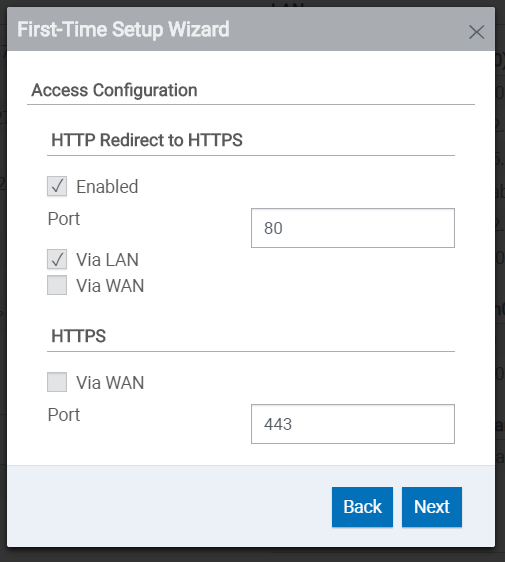 First-Time Setup Wizard
Access Configuration
HTTP Redirect to HTTPS
Enabled
Port
80
Via LAN
Via WAN
HTTPS
Via WAN
Port
443
Back
Next